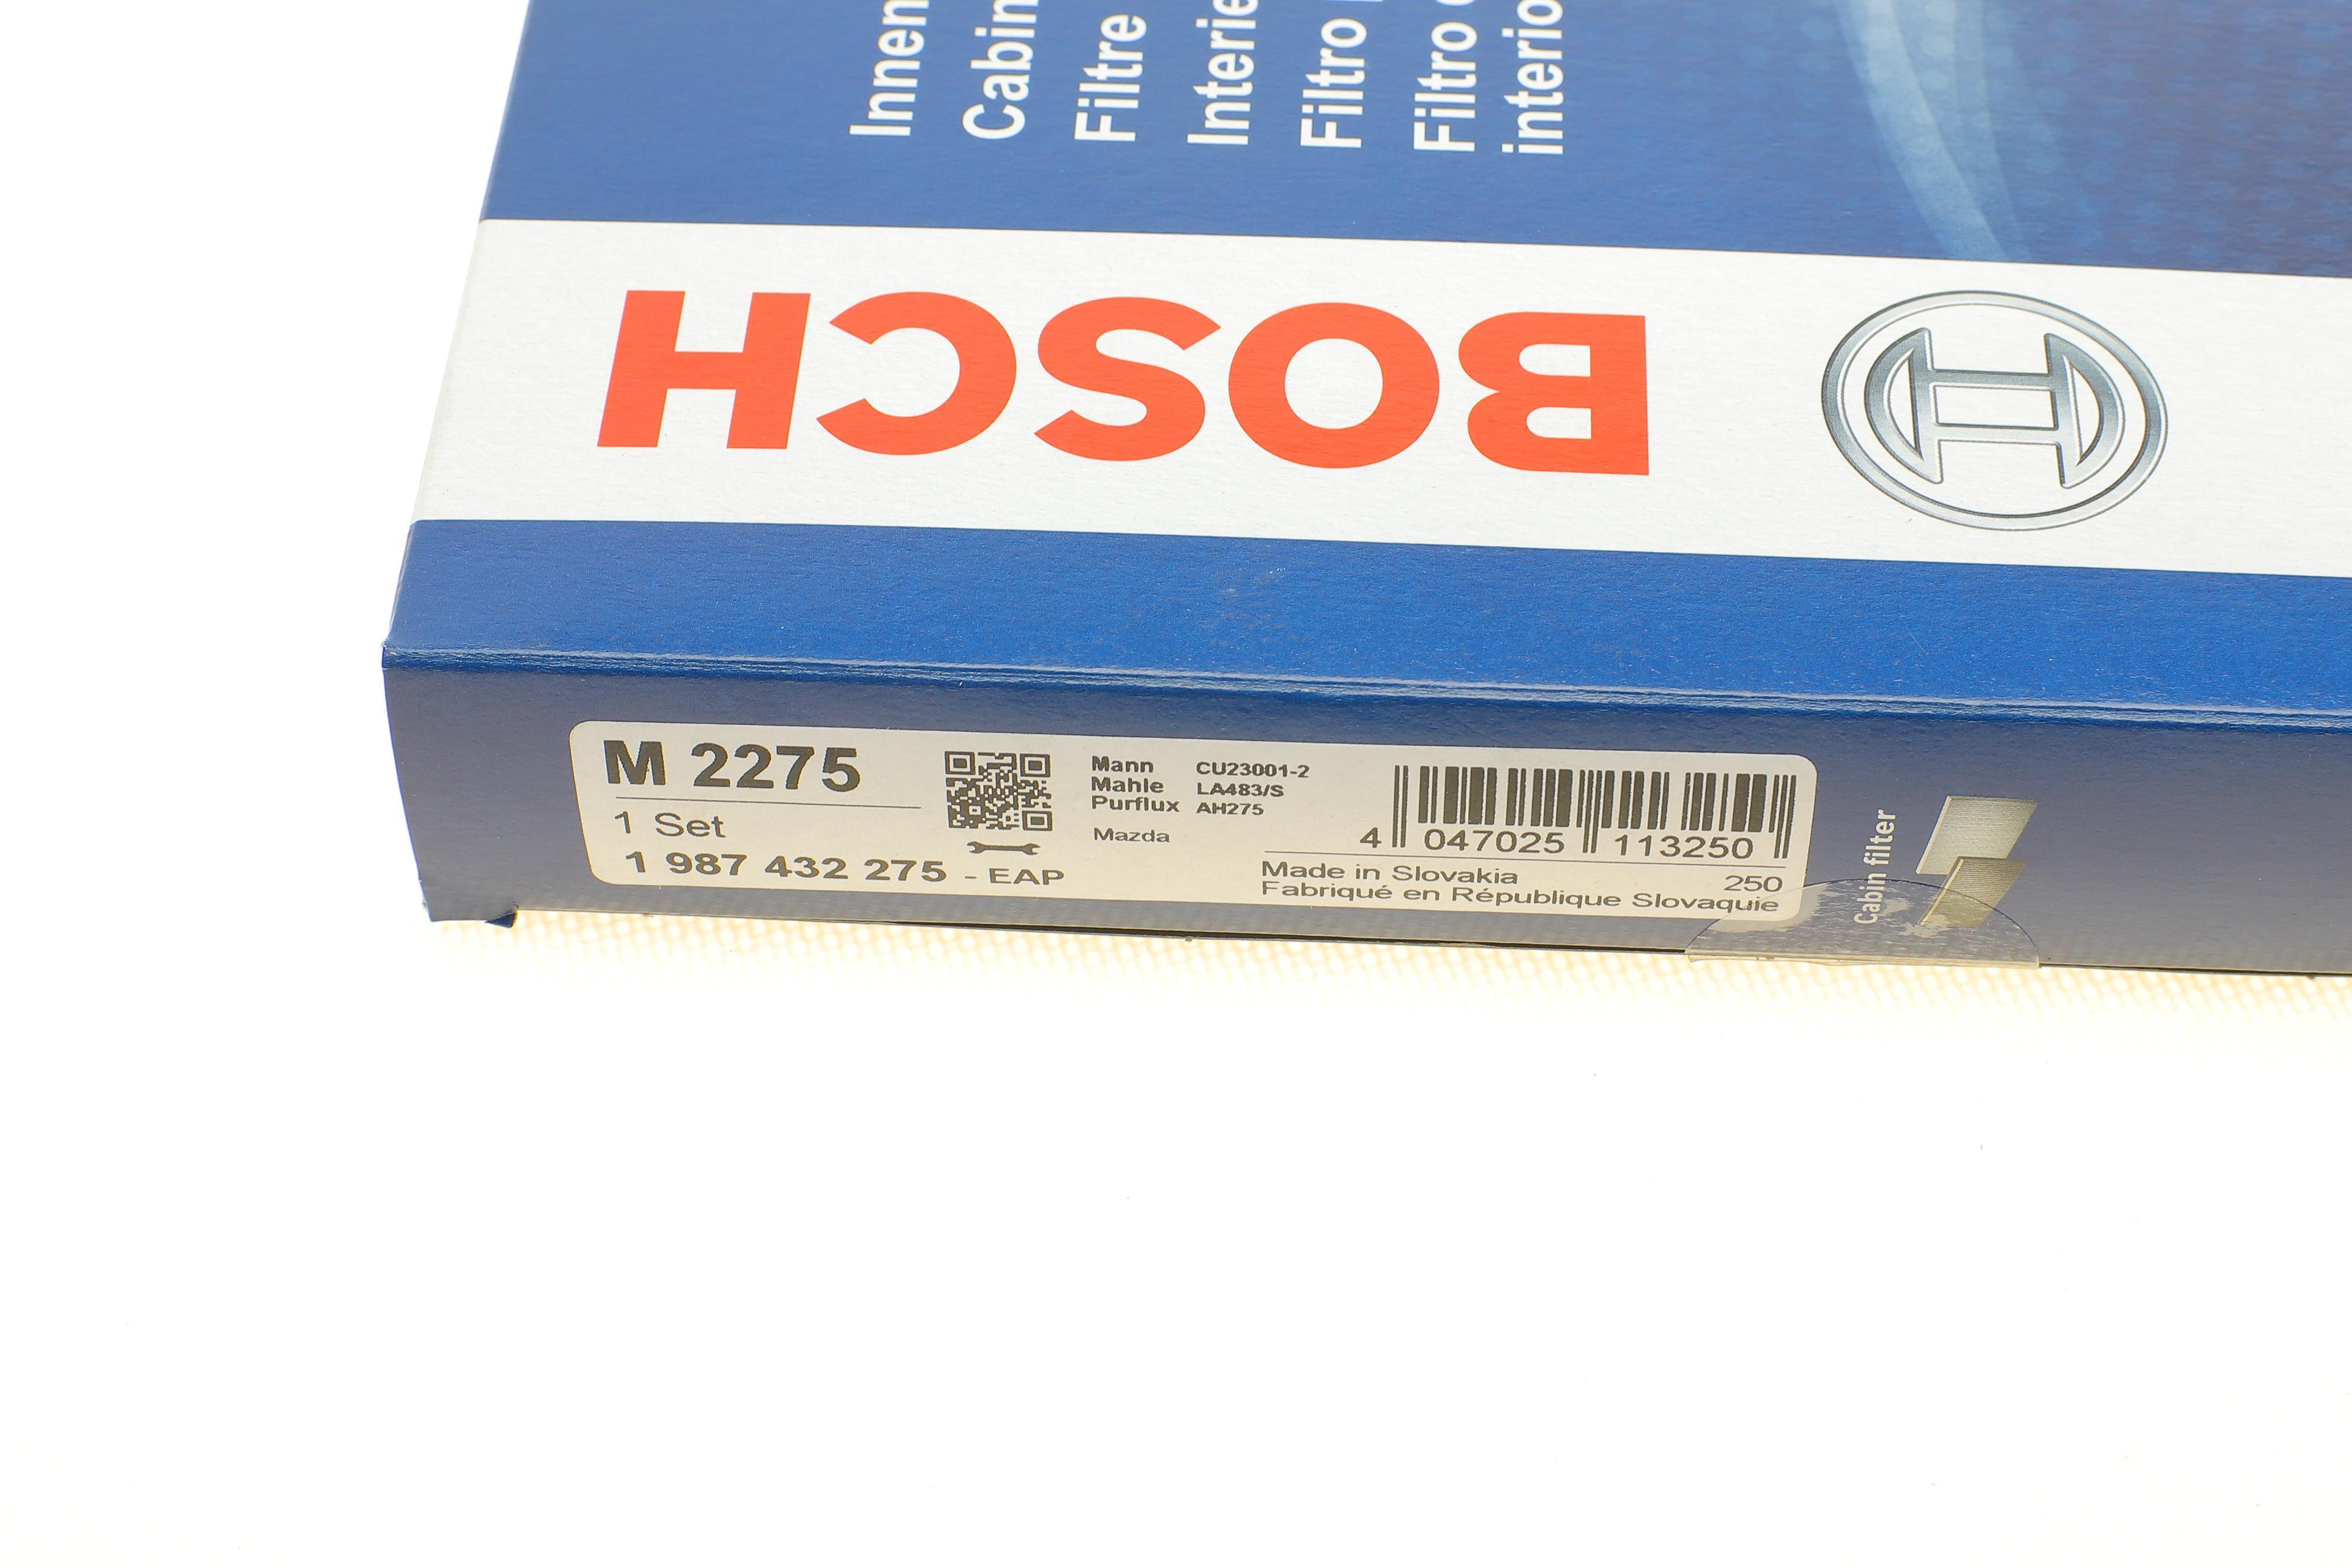 Innen
Cabin
Filtre
Interie
Filtro
Filtro
interio
BOSCH
M 2275
1 Set
1 987 432 275 - EAP
Mann CU23001-2
Mahle LA483/S
Purflux AH275
Mazda
4 047025 113250
Made in Slovakia 250
Fabriqué en République Slovaquie
Cabin filter